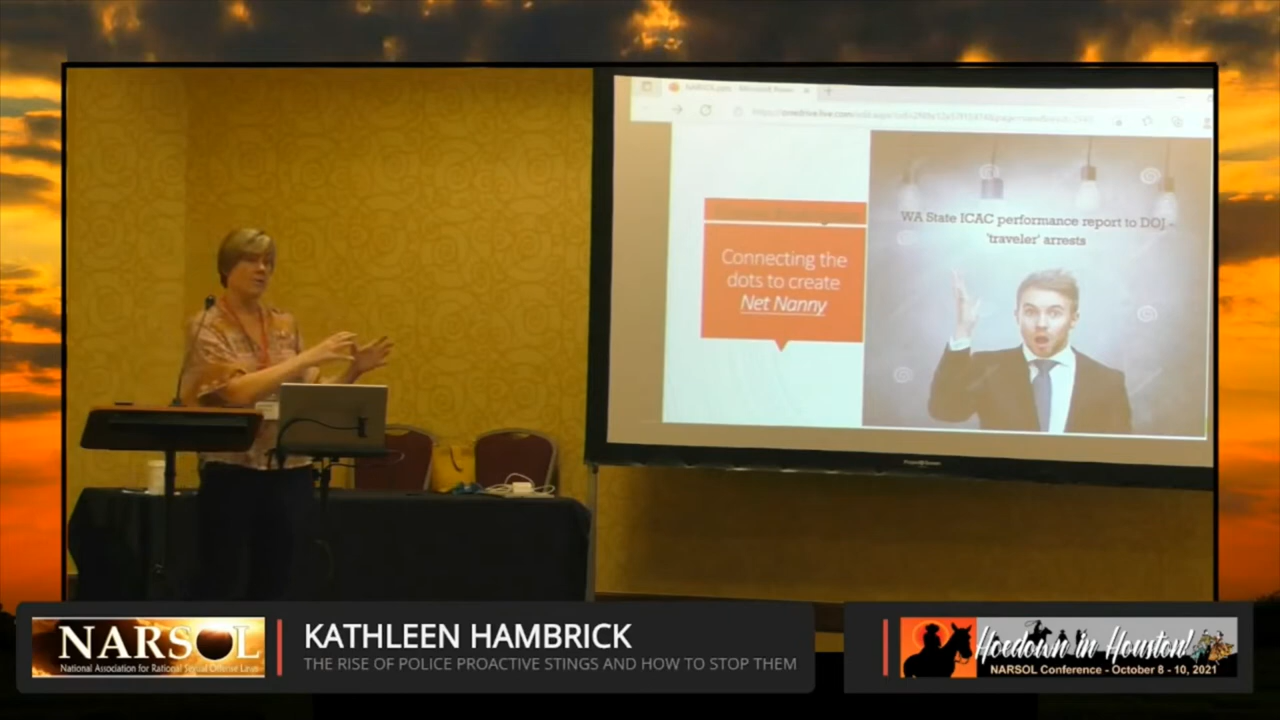 WA State ICAC performance report to DOJ -
'traveler' arrests
Connecting the
dots to create
Net Nanny
NARSOL
National Association for Rational Sexual Offense Laws
KATHLEEN HAMBRICK
THE RISE OF POLICE PROACTIVE STINGS AND HOW TO STOP THEM
Hoedown in Houston!
NARSOL Conference - October 8 - 10, 2021